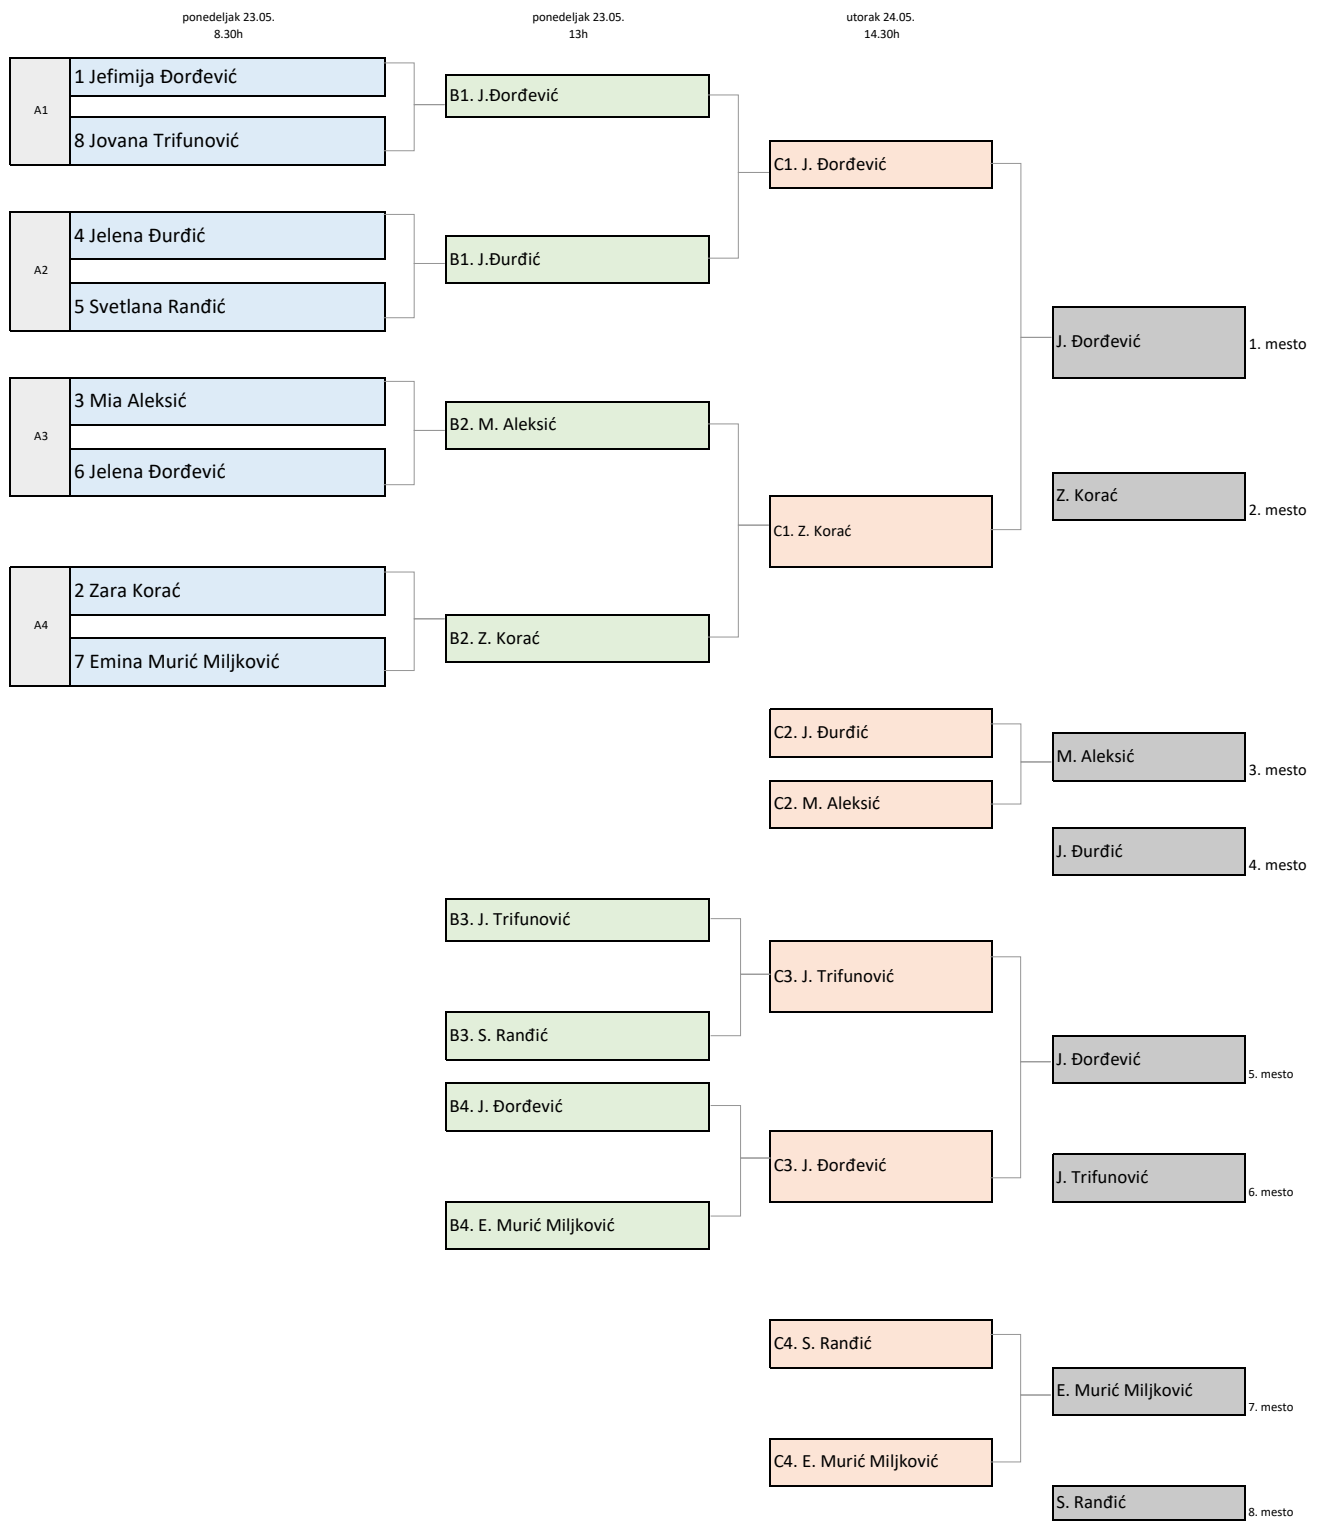 ponedeljak 23.05.
8.30h
ponedeljak 23.05.
13h
utorak 24.05.
14.30h
A1
1 Jefimija Đorđević
8 Jovana Trifunović
B1. J.Đorđević
C1. J. Đorđević
A2
4 Jelena Đurđić
5 Svetlana Ranđić
B1. J.Đurđić
J. Đorđević
1. mesto
A3
3 Mia Aleksić
6 Jelena Đorđević
B2. M. Aleksić
Z. Korać
2. mesto
C1. Z. Korać
A4
2 Zara Korać
7 Emina Murić Miljković
B2. Z. Korać
C2. J. Đurđić
C2. M. Aleksić
M. Aleksić
3. mesto
J. Đurđić
4. mesto
B3. J. Trifunović
C3. J. Trifunović
B3. S. Ranđić
J. Đorđević
5. mesto
B4. J. Đorđević
C3. J. Đorđević
J. Trifunović
6. mesto
B4. E. Murić Miljković
C4. S. Ranđić
E. Murić Miljković
7. mesto
C4. E. Murić Miljković
S. Ranđić
8. mesto